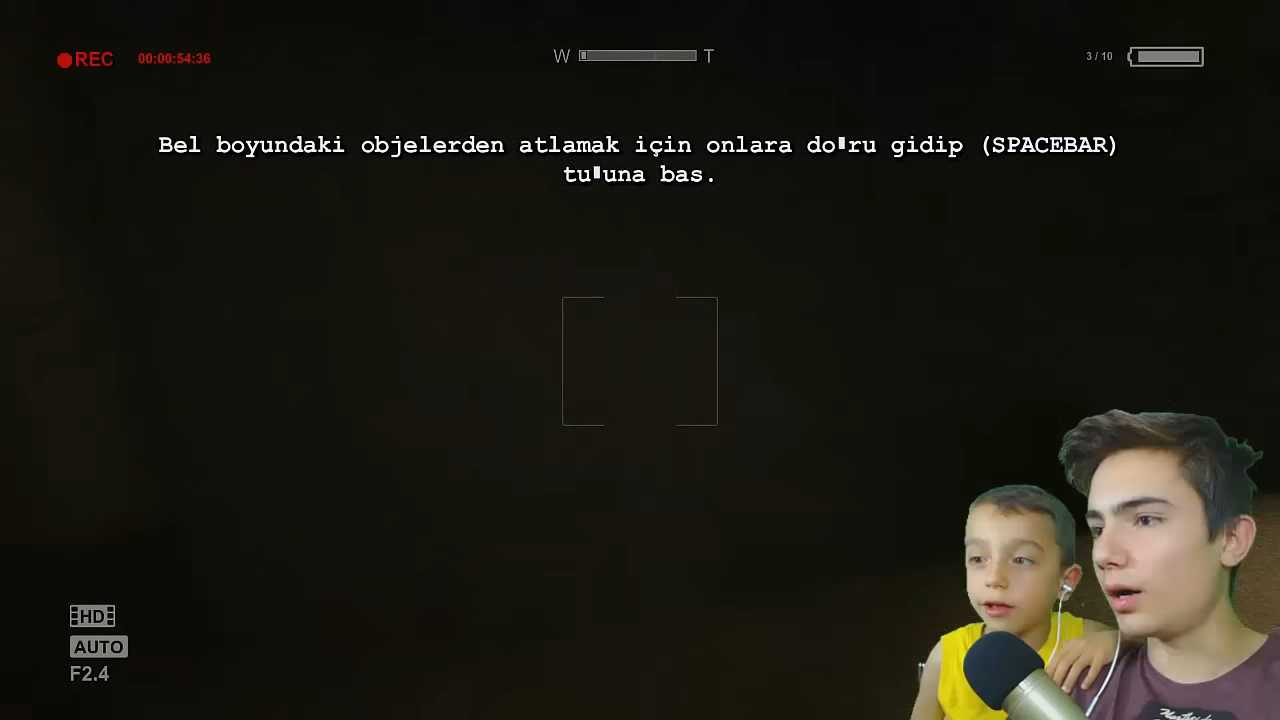 REC 00:00:54:36 W T 3 / 10
Bel boyundaki objelerden atlamak için onlara do▮ru gidip (SPACEBAR)
tu▮una bas.
HD
AUTO
F2.4